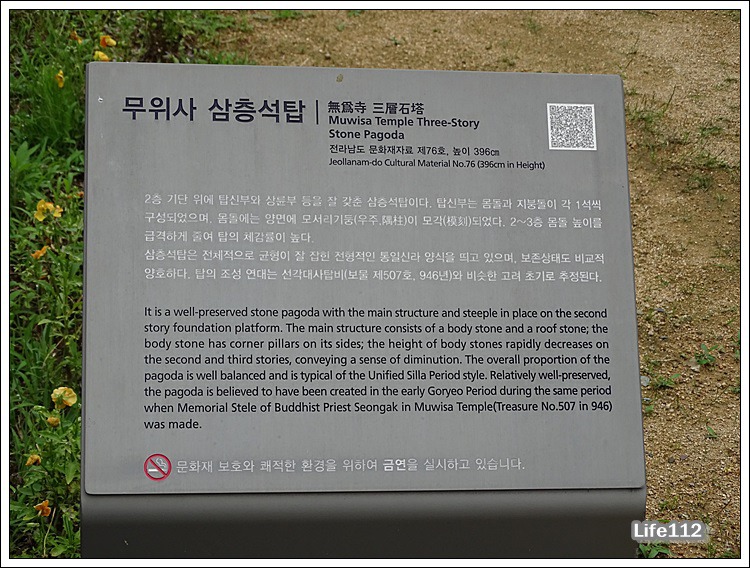 무위사 삼층석탑
無爲寺 三層石塔
Muwisa Temple Three-Story
Stone Pagoda
전라남도 문화재자료 제76호, 높이 396㎝
Jeollanam-do Cultural Material No.76 (396cm in Height)
2층 기단 위에 탑신부와 상륜부 등을 잘 갖춘 삼층석탑이다. 탑신부는 몸돌과 지붕돌이 각 1석씩
구성되었으며, 몸돌에는 양면에 모서리기둥(우주,隅柱)이 모각(模刻)되었다. 2~3층 몸돌 높이를
급격하게 줄여 탑의 체감률이 높다.
삼층석탑은 전체적으로 균형이 잘 잡힌 전형적인 통일신라 양식을 띄고 있으며, 보존상태도 비교적
양호하다. 탑의 조성 연대는 선각대사탑비(보물 제507호, 946년)와 비슷한 고려 초기로 추정된다.
It is a well-preserved stone pagoda with the main structure and steeple in place on the second
story foundation platform. The main structure consists of a body stone and a roof stone; the
body stone has corner pillars on its sides; the height of body stones rapidly decreases on
the second and third stories, conveying a sense of diminution. The overall proportion of the
pagoda is well balanced and is typical of the Unified Silla Period style. Relatively well-preserved,
the pagoda is believed to have been created in the early Goryeo Period during the same period
when Memorial Stele of Buddhist Priest Seongak in Muwisa Temple(Treasure No.507 in 946)
was made.
문화재 보호와 쾌적한 환경을 위하여 금연을 실시하고 있습니다.
Life112